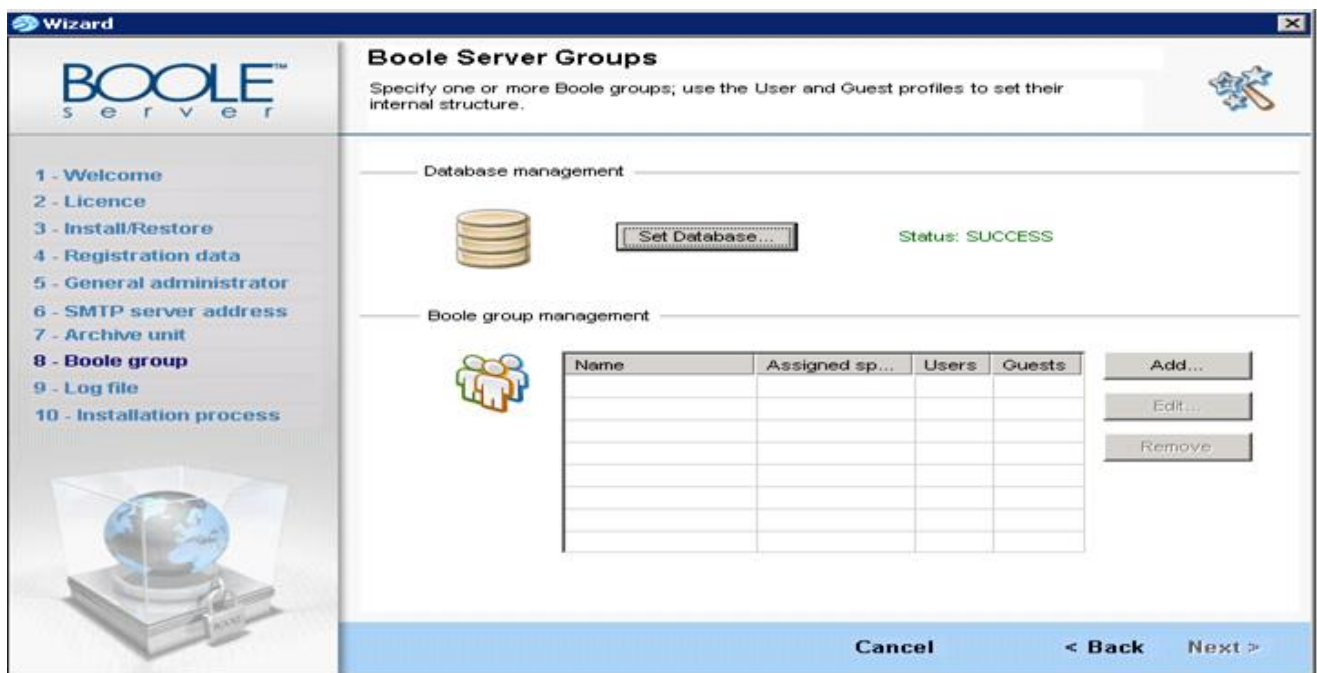 Wizard
BOOLE™
server
Boole Server Groups
Specify one or more Boole groups; use the User and Guest profiles to set their
internal structure.
1 - Welcome
2 - Licence
3 - Install/Restore
4 - Registration data
5 - General administrator
6 - SMTP server address
7 - Archive unit
8 - Boole group
9 - Log file
10 - Installation process
Database management
Set Database...
Status: SUCCESS
Boole group management
Name Assigned sp... Users Guests
Add...
Edit...
Remove
BOOLE
Cancel < Back Next >